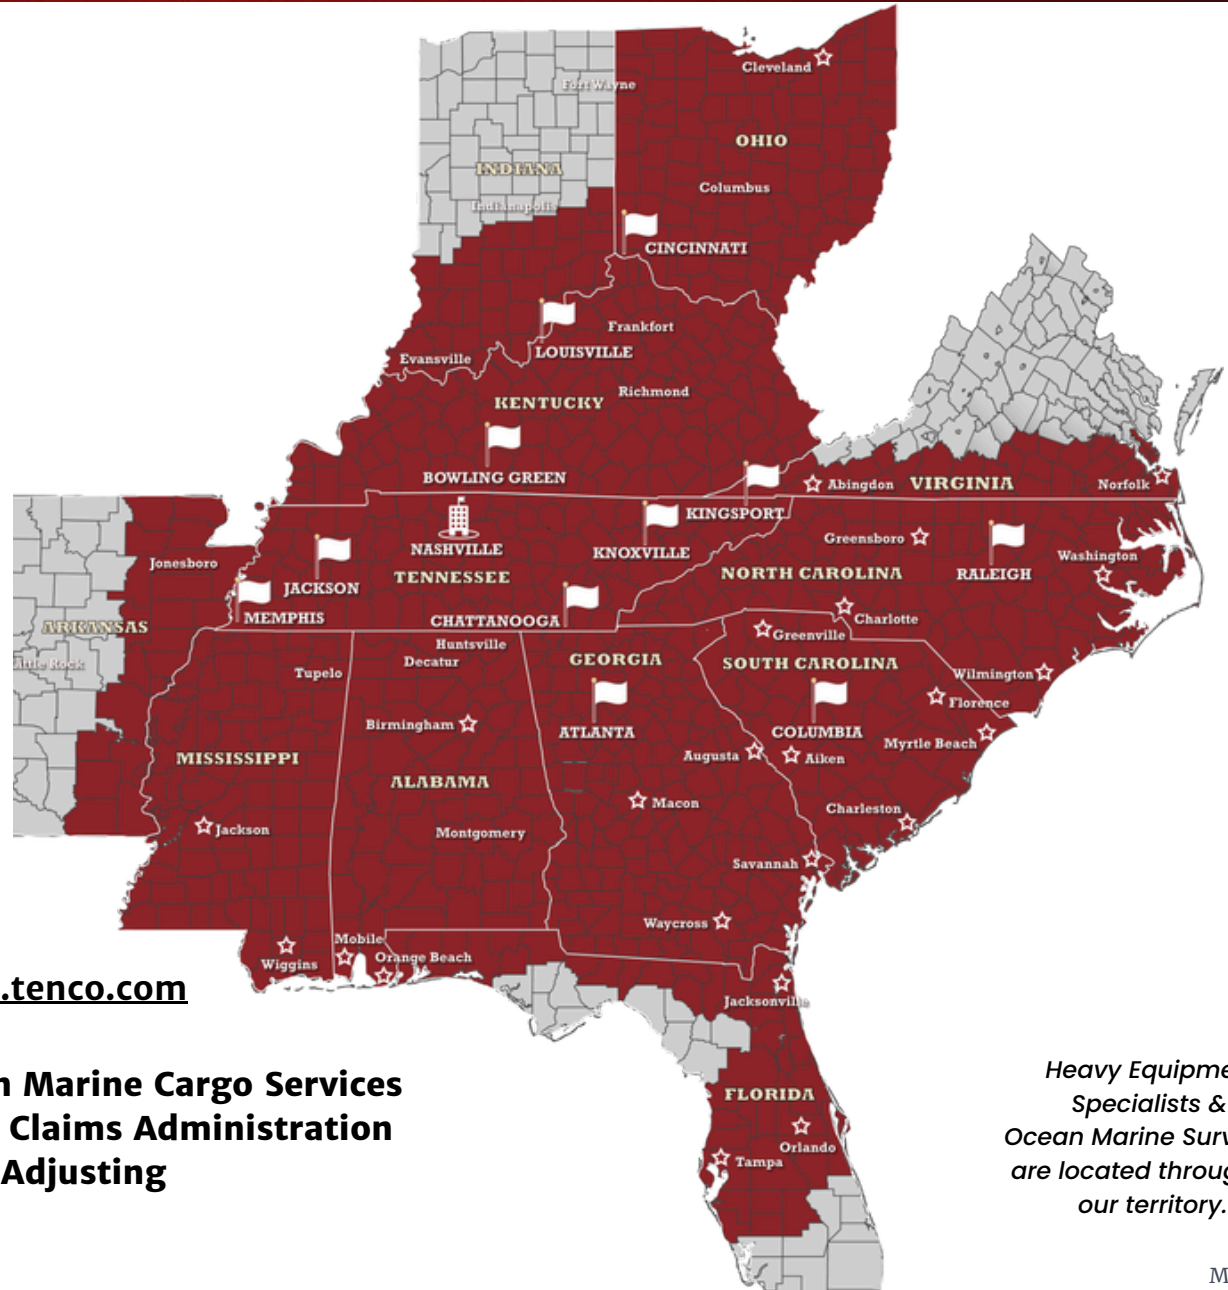 Cleveland
Fort Wayne
OHIO
INDIANA
Columbus
Indianapolis
CINCINNATI
Frankfort
LOUISVILLE
Evansville
Richmond
KENTUCKY
BOWLING GREEN
Abingdon
VIRGINIA
Norfolk
KINGSPORT
NASHVILLE
KNOXVILLE
Greensboro
Jonesboro
Washington
TENNESSEE
NORTH CAROLINA
RALEIGH
JACKSON
MEMPHIS
CHATTANOOGA
Charlotte
ARKANSAS
Greenville
Huntsville
Decatur
GEORGIA
SOUTH CAROLINA
Little Rock
Tupelo
Wilmington
Florence
Birmingham
ATLANTA
COLUMBIA
Myrtle Beach
Augusta
Aiken
MISSISSIPPI
ALABAMA
Macon
Charleston
Jackson
Montgomery
Savannah
Waycross
Mobile
Orange Beach
Wiggins
Jacksonville
.tenco.com
Marine Cargo Services
Claims Administration
Adjusting
FLORIDA
Orlando
Tampa
Heavy Equipme
Specialists &
Ocean Marine Surv
are located throug
our territory.
M